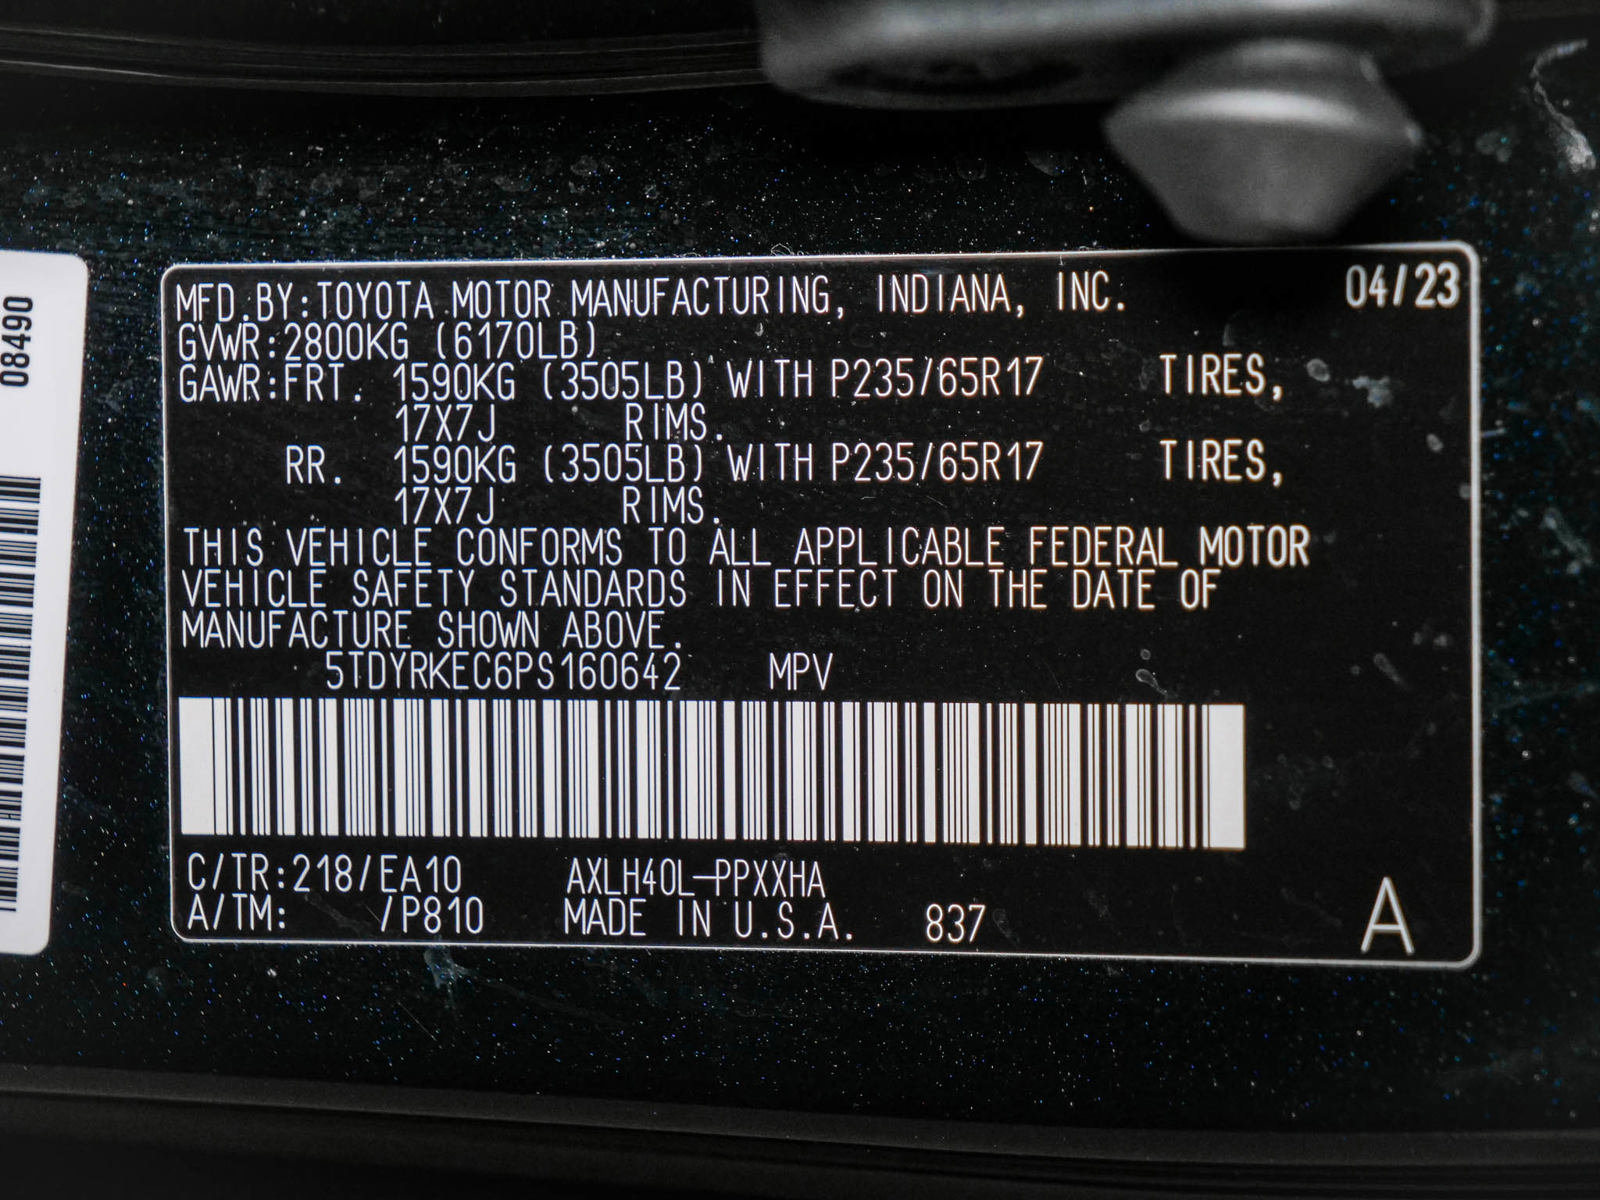 08490
MFD.BY:TOYOTA MOTOR MANUFACTURING, INDIANA, INC. 04/23
GVWR:2800KG (6170LB)
GAWR:FRT. 1590KG (3505LB) WITH P235/65R17 TIRES,
17X7J RIMS.
RR. 1590KG (3505LB) WITH P235/65R17 TIRES,
17X7J RIMS.
THIS VEHICLE CONFORMS TO ALL APPLICABLE FEDERAL MOTOR
VEHICLE SAFETY STANDARDS IN EFFECT ON THE DATE OF
MANUFACTURE SHOWN ABOVE.
5TDYRKEC6PS160642 MPV
C/TR:218/EA10 AXLH40L-PPXXHA
A/TM: /P810 MADE IN U.S.A. 837 A